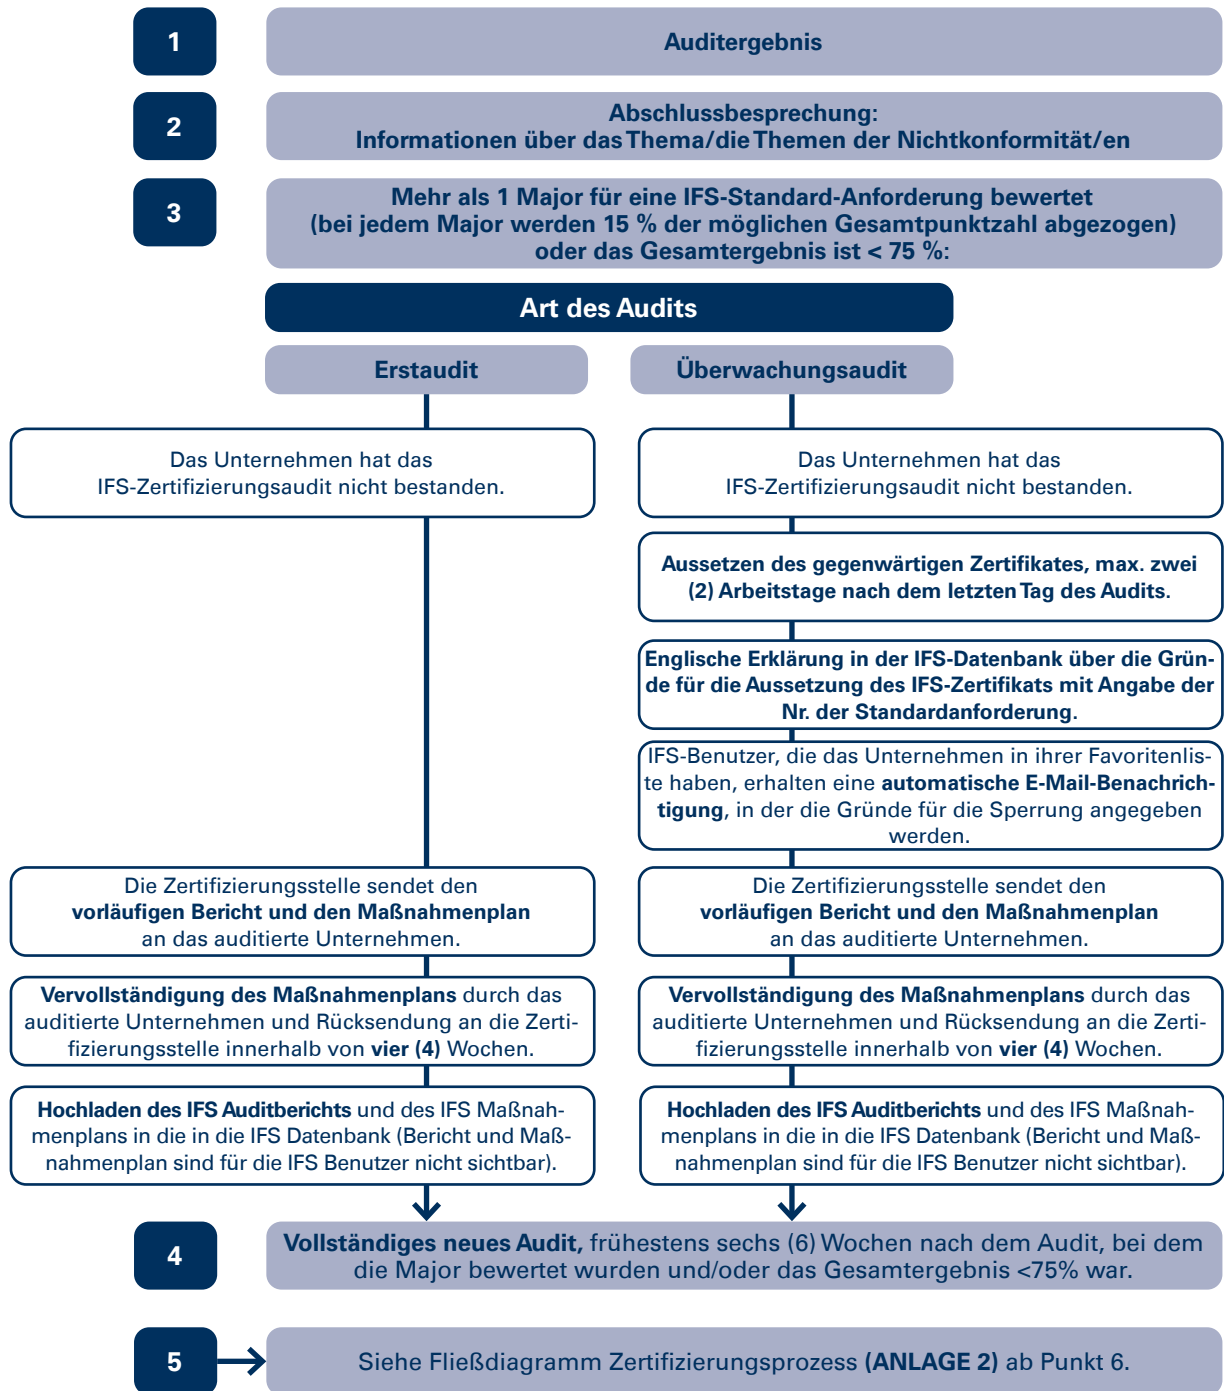 1
Auditergebnis
2
Abschlussbesprechung:
Informationen über das Thema/die Themen der Nichtkonformität/en
3
Mehr als 1 Major für eine IFS-Standard-Anforderung bewertet
(bei jedem Major werden 15 % der möglichen Gesamtpunktzahl abgezogen)
oder das Gesamtergebnis ist < 75 %:
Art des Audits
Erstaudit
Das Unternehmen hat das
IFS-Zertifizierungsaudit nicht bestanden.
Die Zertifizierungsstelle sendet den
vorläufigen Bericht und den Maßnahmenplan
an das auditierte Unternehmen.
Vervollständigung des Maßnahmenplans durch das
auditierte Unternehmen und Rücksendung an die Zerti-
fizierungsstelle innerhalb von vier (4) Wochen.
Hochladen des IFS Auditberichts und des IFS Maßnah-
menplans in die in die IFS Datenbank (Bericht und Maß-
nahmenplan sind für die IFS Benutzer nicht sichtbar).
Überwachungsaudit
Das Unternehmen hat das
IFS-Zertifizierungsaudit nicht bestanden.
Aussetzen des gegenwärtigen Zertifikates, max. zwei
(2) Arbeitstage nach dem letzten Tag des Audits.
Englische Erklärung in der IFS-Datenbank über die Grün-
de für die Aussetzung des IFS-Zertifikats mit Angabe der
Nr. der Standardanforderung.
IFS-Benutzer, die das Unternehmen in ihrer Favoritenlis-
te haben, erhalten eine automatische E-Mail-Benachrich-
tigung, in der die Gründe für die Sperrung angegeben
werden.
Die Zertifizierungsstelle sendet den
vorläufigen Bericht und den Maßnahmenplan
an das auditierte Unternehmen.
Vervollständigung des Maßnahmenplans durch das
auditierte Unternehmen und Rücksendung an die Zerti-
fizierungsstelle innerhalb von vier (4) Wochen.
Hochladen des IFS Auditberichts und des IFS Maßnah-
menplans in die in die IFS Datenbank (Bericht und Maß-
nahmenplan sind für die IFS Benutzer nicht sichtbar).
4
Vollständiges neues Audit, frühestens sechs (6) Wochen nach dem Audit, bei dem
die Major bewertet wurden und/oder das Gesamtergebnis <75% war.
5
Siehe Fließdiagramm Zertifizierungsprozess (ANLAGE 2) ab Punkt 6.